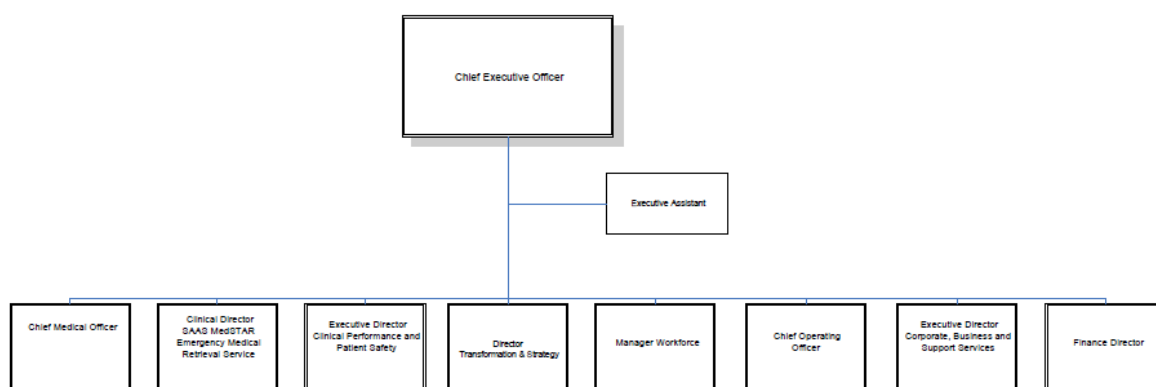 Chief Executive Officer
Executive Assistant
Chief Medical Officer
Clinical Director
SAAS MedSTAR
Emergency Medical
Retrieval Service
Executive Director
Clinical Performance and
Patient Safety
Director
Transformation & Strategy
Manager Workforce
Chief Operating
Officer
Executive Director
Corporate, Business and
Support Services
Finance Director